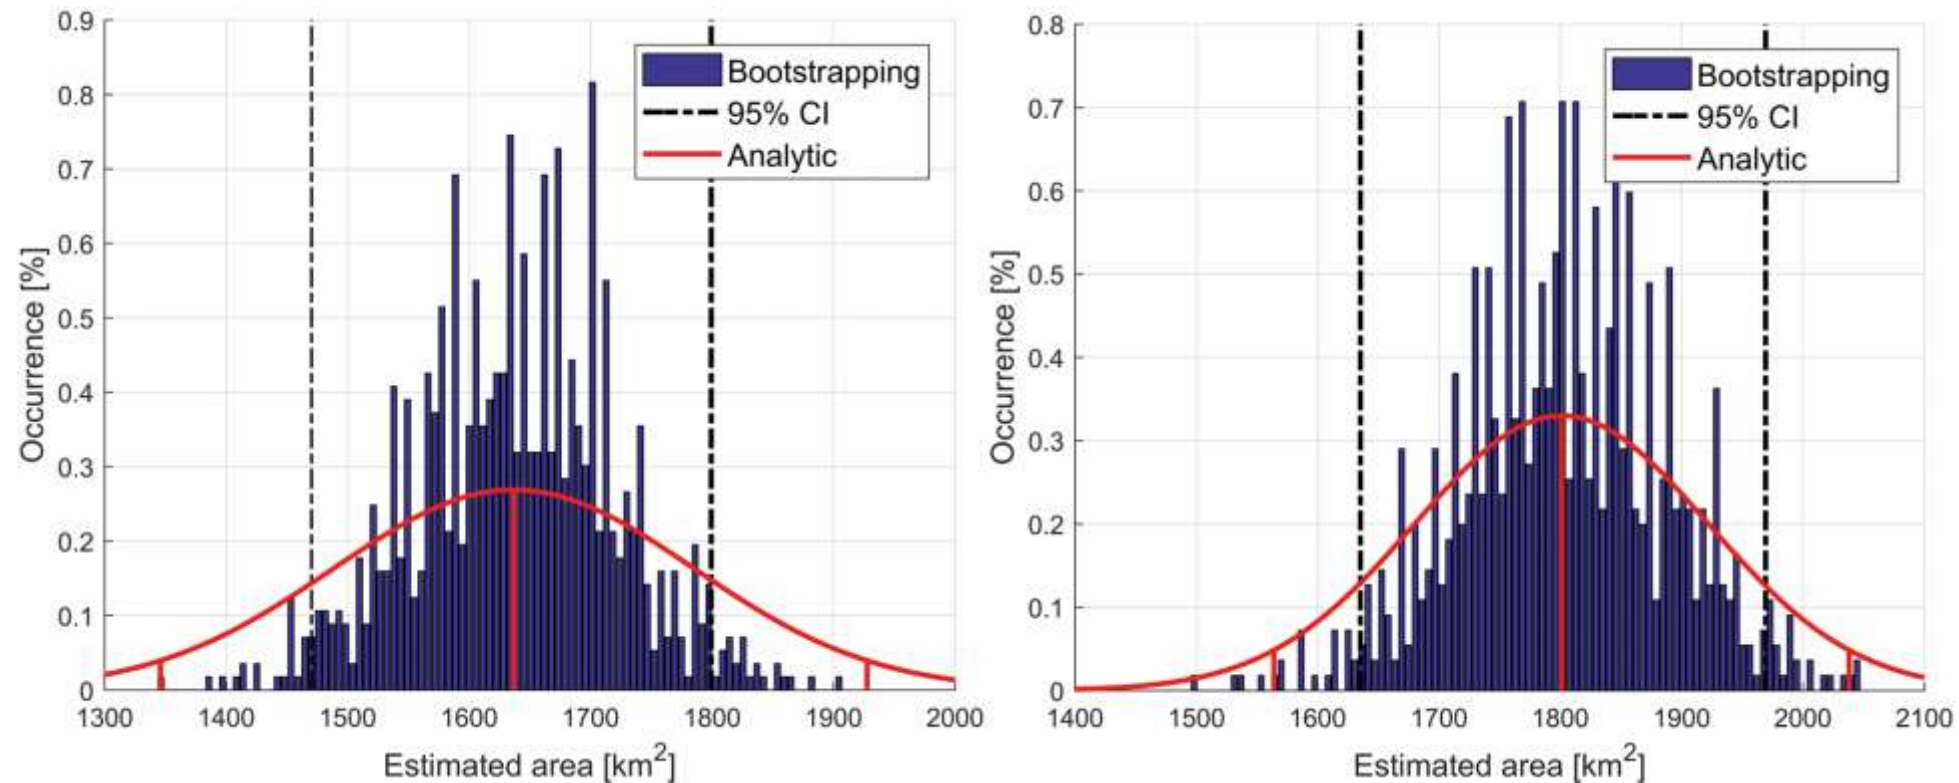 0.9
0.8
0.7
0.6
0.5
0.4
0.3
0.2
0.1
0
Occurrence [%]
Bootstrapping
95% CI
Analytic
1300 1400 1500 1600 1700 1800 1900 2000
Estimated area [km²]
0.8
0.7
0.6
0.5
0.4
0.3
0.2
0.1
0
Occurrence [%]
Bootstrapping
95% CI
Analytic
1400 1500 1600 1700 1800 1900 2000 2100
Estimated area [km²]